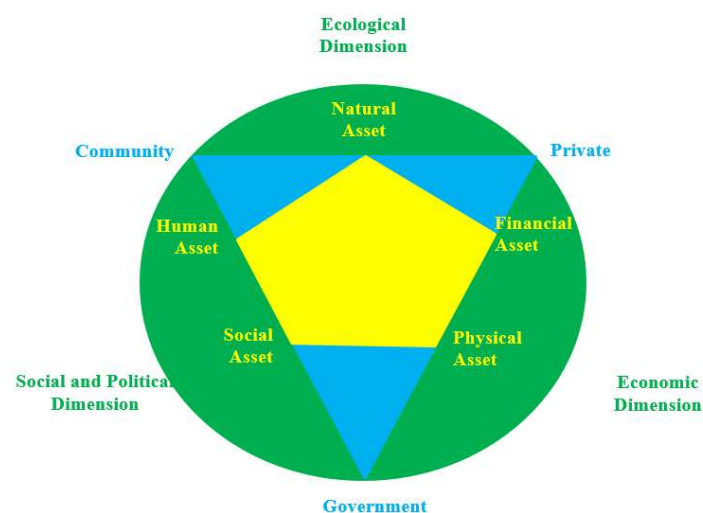 Ecological
Dimension
Natural
Asset
Community
Private
Human
Asset
Financial
Asset
Social
Asset
Physical
Asset
Social and Political
Dimension
Economic
Dimension
Government